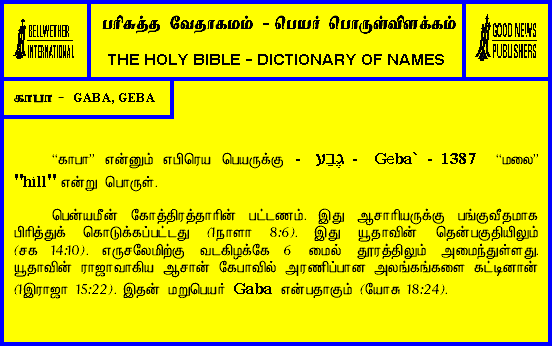 BELLWETHER
INTERNATIONAL
பரிசுத்த வேதாகமம் - பெயர் பொருள்விளக்கம்
THE HOLY BIBLE - DICTIONARY OF NAMES
GOOD NEWS
PUBLISHERS
காபா - GABA, GEBA
“காபா” என்னும் எபிரெய பெயருக்கு - גֶּבַע - Geba` - 1387 “மலை”
"hill" என்று பொருள்.
பென்யமீன் கோத்திரத்தாரின் பட்டணம். இது ஆசாரியருக்கு பங்குவீதமாக
பிரித்துக் கொடுக்கப்பட்டது (1நாளா 8:6). இது யூதாவின் தென்பகுதியிலும்
(சக 14:10). எருசலேமிற்கு வடகிழக்கே 6 மைல் தூரத்திலும் அமைந்துள்ளது.
யூதாவின் ராஜாவாகிய ஆசான் கேபாவில் அரணிப்பான அலங்கங்களை கட்டினான்
(1இராஜா 15:22). இதன் மறுபெயர் Gaba என்பதாகும் (யோசு 18:24).